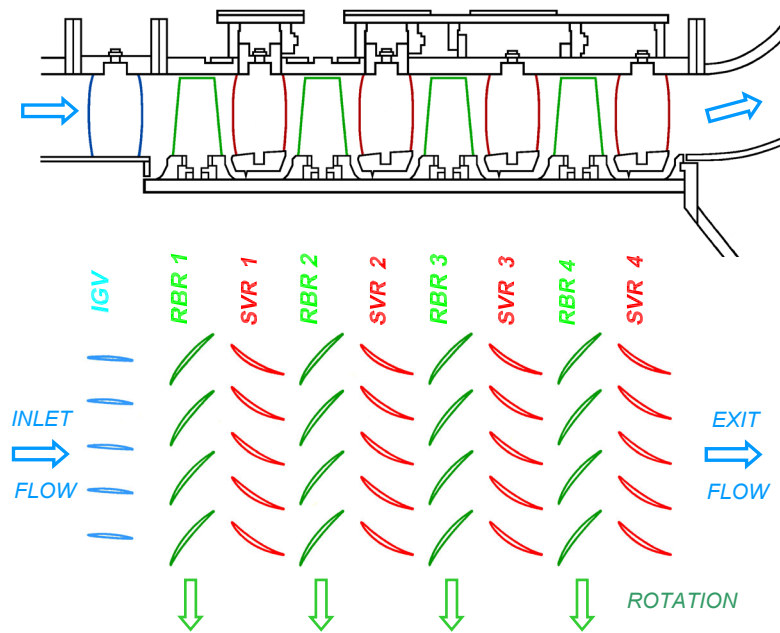 IGV
RBR 1
SVR 1
RBR 2
SVR 2
RBR 3
SVR 3
RBR 4
SVR 4
INLET
FLOW
EXIT
FLOW
ROTATION